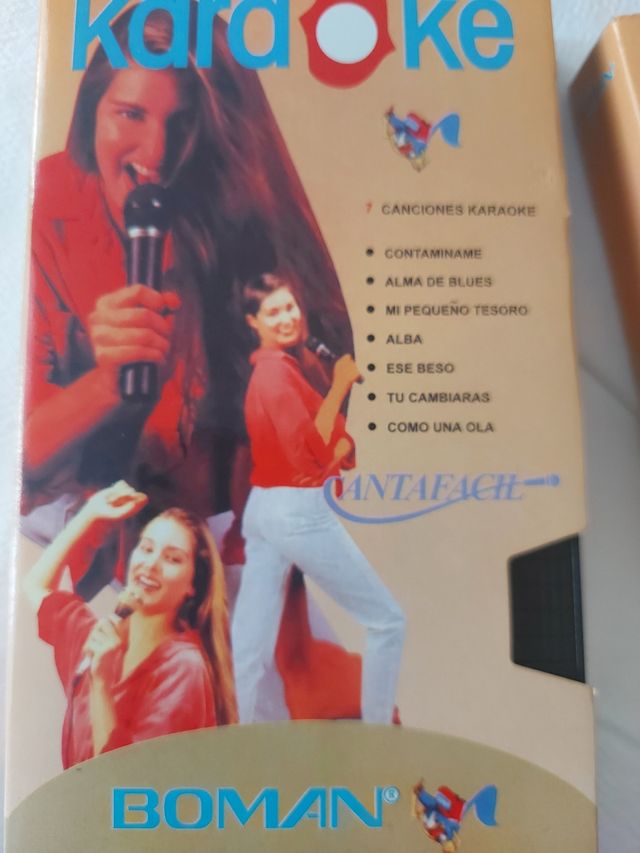 karaoke
7 CANCIONES KARAOKE
• CONTAMINAME
• ALMA DE BLUES
• MI PEQUEÑO TESORO
• ALBA
• ESE BESO
• TU CAMBIARAS
• COMO UNA OLA
CANTAFACIL
BOMAN®